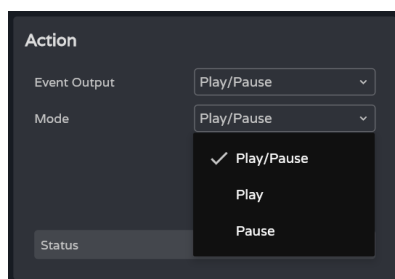 Action
Event Output Play/Pause
Mode Play/Pause
Play/Pause
Play
Pause
Status